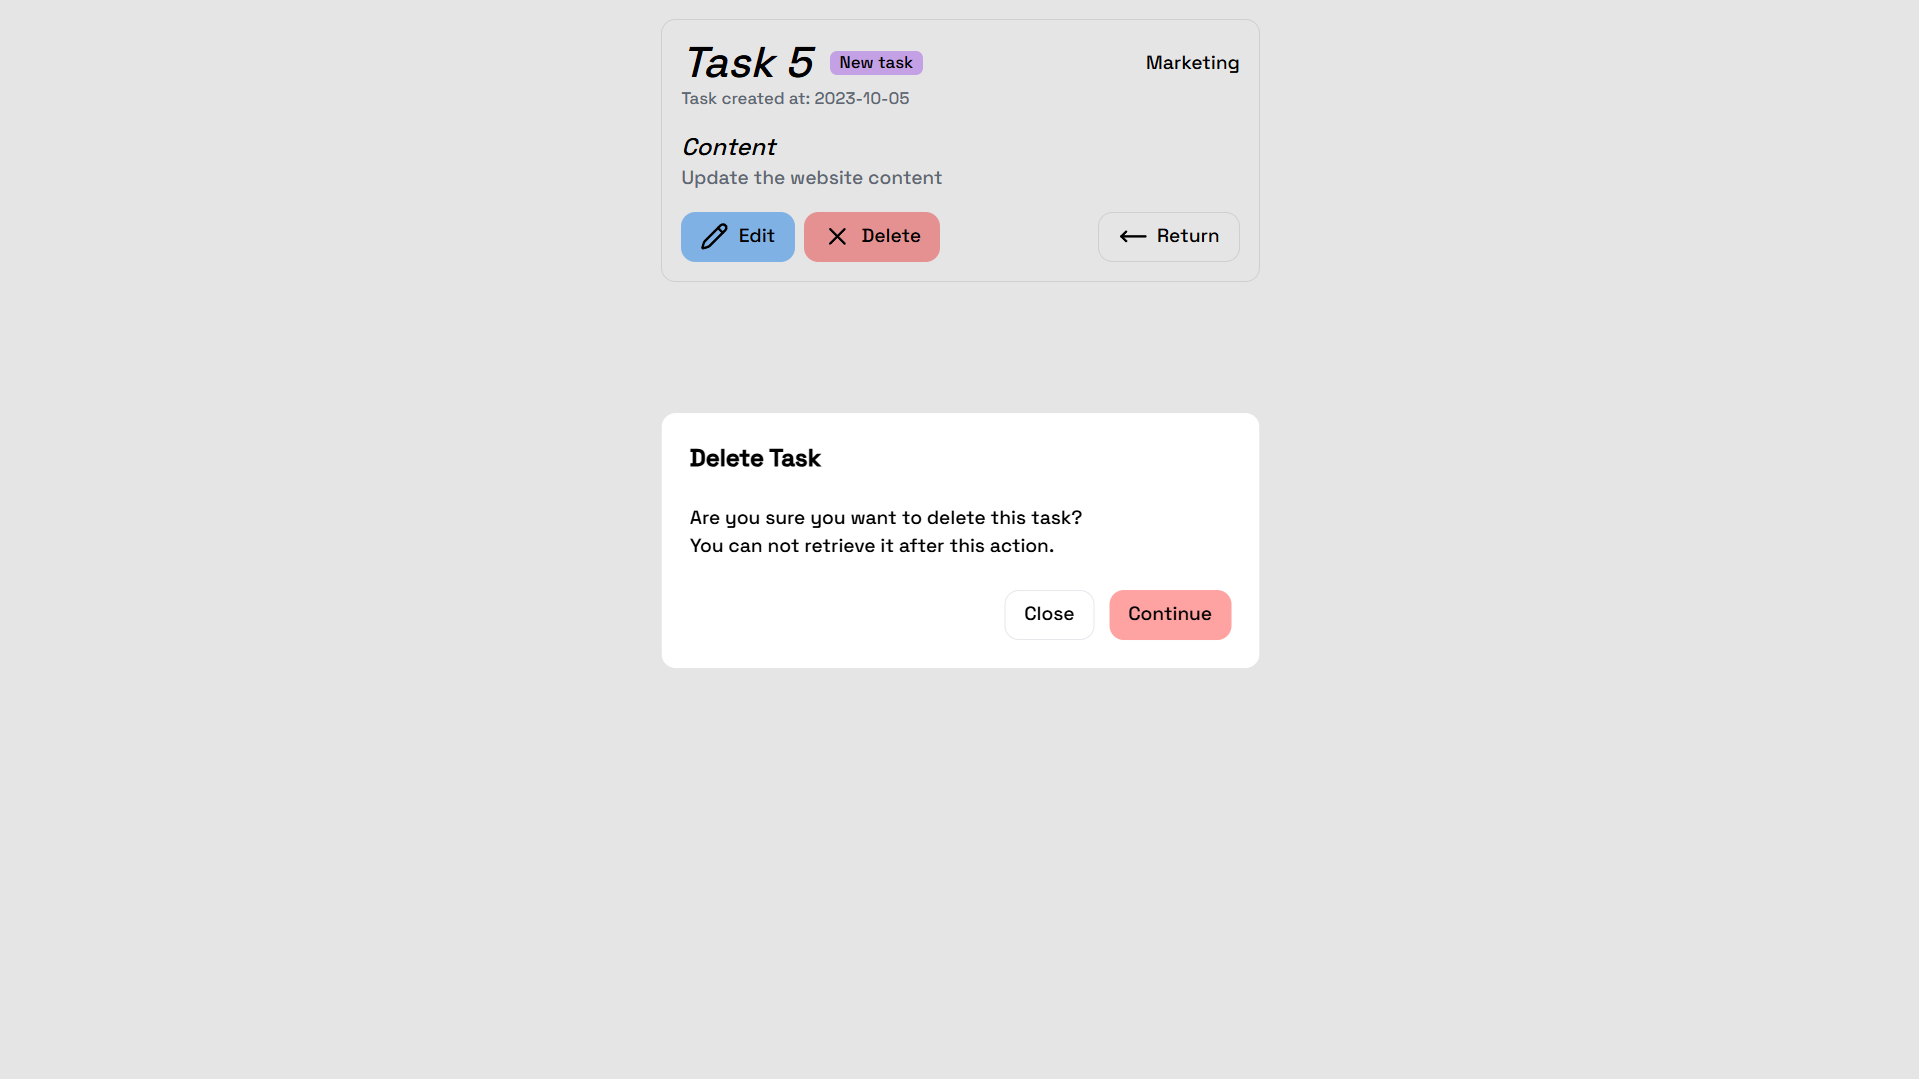 Task 5 New task Marketing
Task created at: 2023-10-05
Content
Update the website content
Edit Delete Return
Delete Task
Are you sure you want to delete this task?
You can not retrieve it after this action.
Close Continue